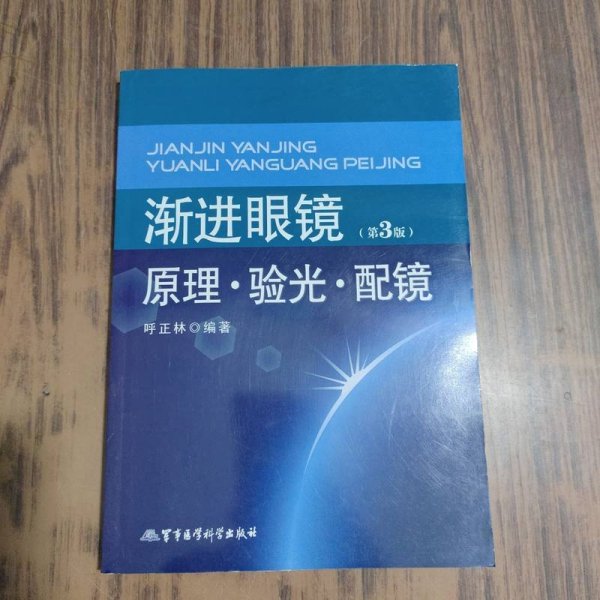 JIANJIN YANJING
YUANLI YANGUANG PEIJING
渐进眼镜 (第3版)
原理·验光·配镜
呼正林◎编著
军事医学科学出版社